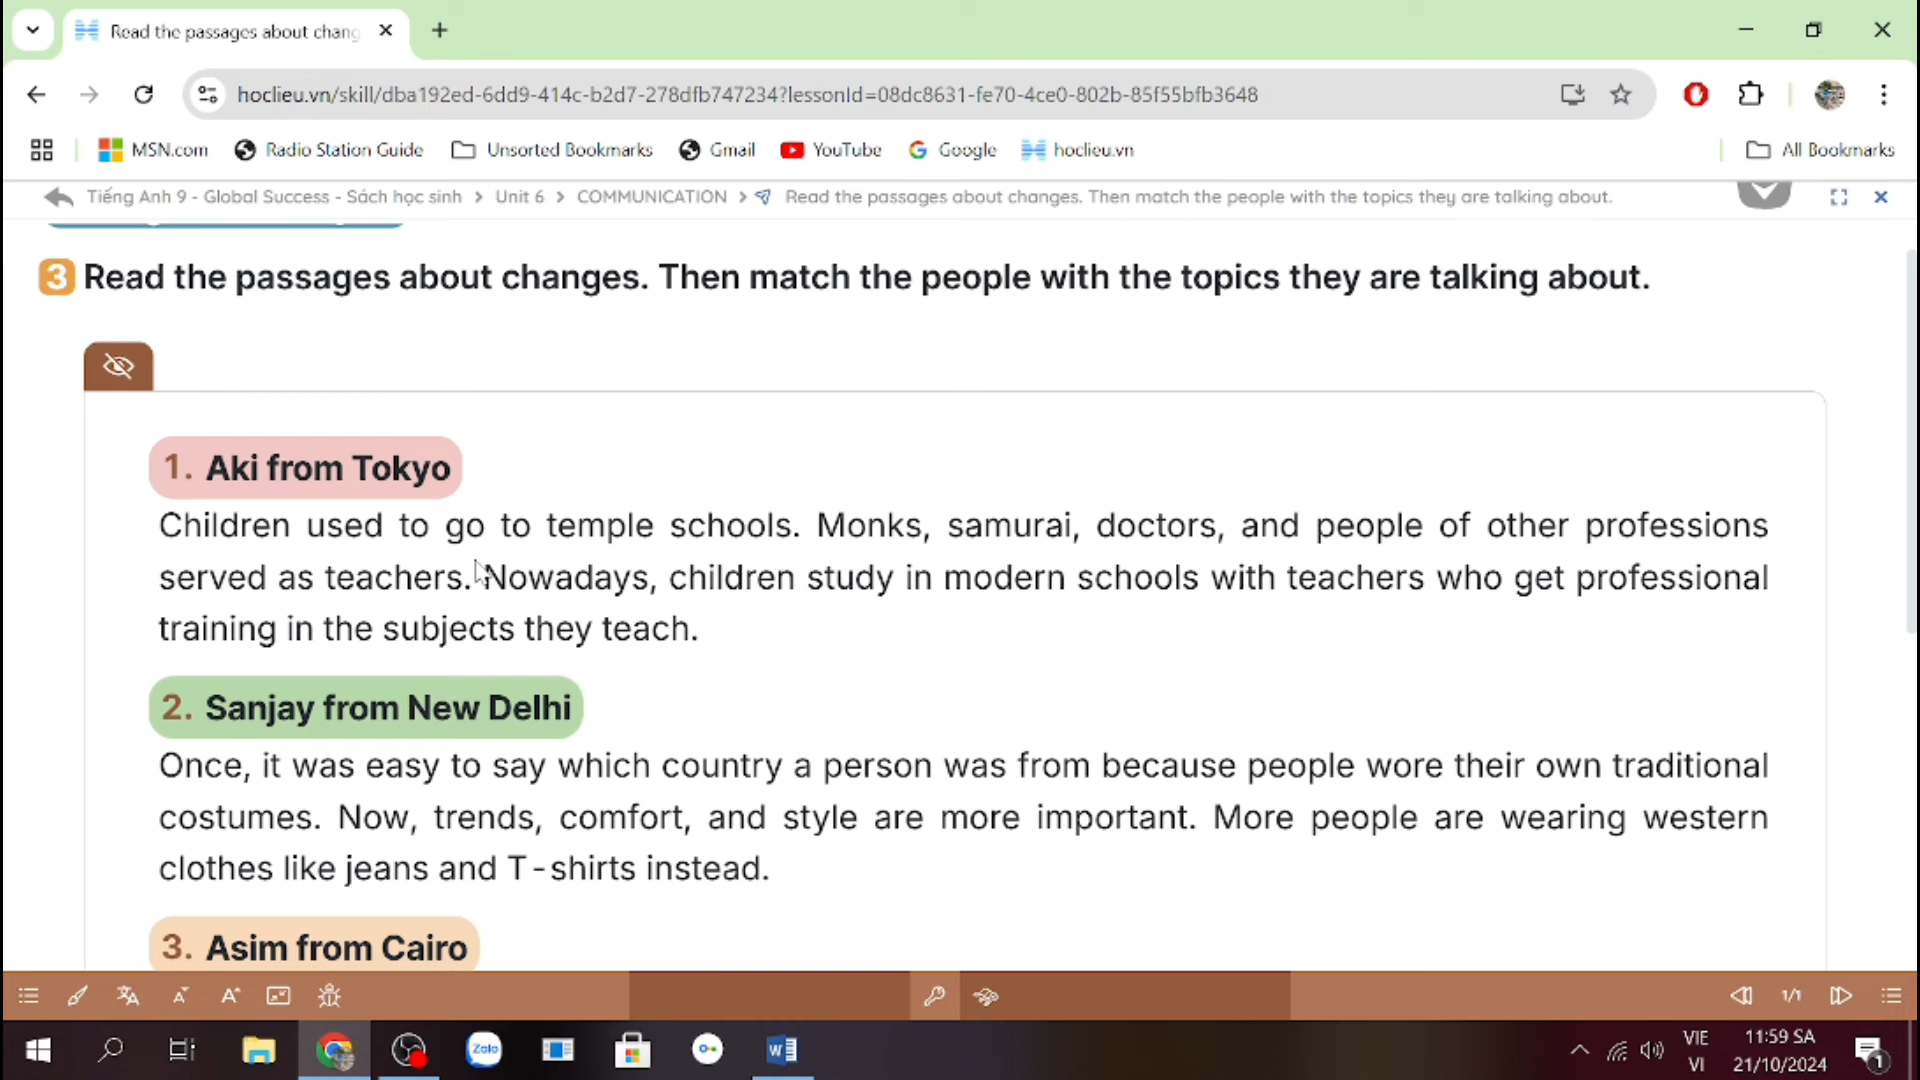 Read the passages about chang
hoclieu.vn/skill/dba192ed-6dd9-414c-b2d7-278dfb747234?lessonId=08dc8631-fe70-4ce0-802b-85f55bfb3648
MSN.com Radio Station Guide Unsorted Bookmarks Gmail YouTube Google hoclieu.vn All Bookmarks
Tiếng Anh 9 - Global Success - Sách học sinh > Unit 6 > COMMUNICATION > Read the passages about changes. Then match the people with the topics they are talking about.
3 Read the passages about changes. Then match the people with the topics they are talking about.
1. Aki from Tokyo
Children used to go to temple schools. Monks, samurai, doctors, and people of other professions
served as teachers. Nowadays, children study in modern schools with teachers who get professional
training in the subjects they teach.
2. Sanjay from New Delhi
Once, it was easy to say which country a person was from because people wore their own traditional
costumes. Now, trends, comfort, and style are more important. More people are wearing western
clothes like jeans and T-shirts instead.
3. Asim from Cairo
1/1
Zalo
W
VIE
VI
11:59 SA
21/10/2024
1